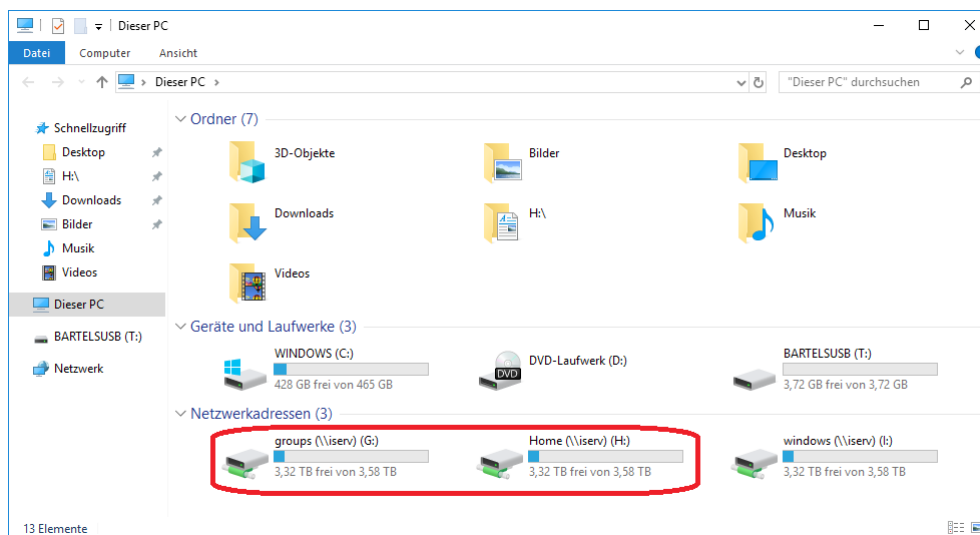 Dieser PC
Datei Computer Ansicht
Dieser PC
"Dieser PC" durchsuchen
Schnellzugriff
Desktop
H:\
Downloads
Bilder
Musik
Videos
Dieser PC
BARTELSUSB (T:)
Netzwerk
Ordner (7)
3D-Objekte
Bilder
Desktop
Downloads
H:\
Musik
Videos
Geräte und Laufwerke (3)
WINDOWS (C:)
428 GB frei von 465 GB
DVD-Laufwerk (D:)
DVD
BARTELSUSB (T:)
3,72 GB frei von 3,72 GB
Netzwerkadressen (3)
groups (\\iserv) (G:)
3,32 TB frei von 3,58 TB
Home (\\iserv) (H:)
3,32 TB frei von 3,58 TB
windows (\\iserv) (I:)
3,32 TB frei von 3,58 TB
13 Elemente